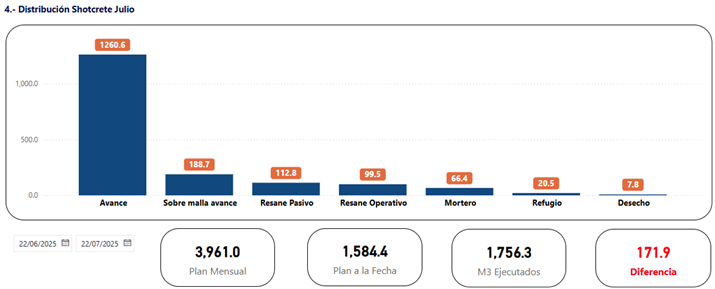 4.- Distribución Shotcrete Julio
1260.6
1,000.0
500.0
188.7
112.8
99.5
66.4
20.5
7.8
0.0
Avance Sobre malla avance Resane Pasivo Resane Operativo Mortero Refugio Desecho
22/06/2025 22/07/2025
3,961.0 1,584.4 1,756.3 171.9
Plan Mensual Plan a la Fecha M3 Ejecutados Diferencia